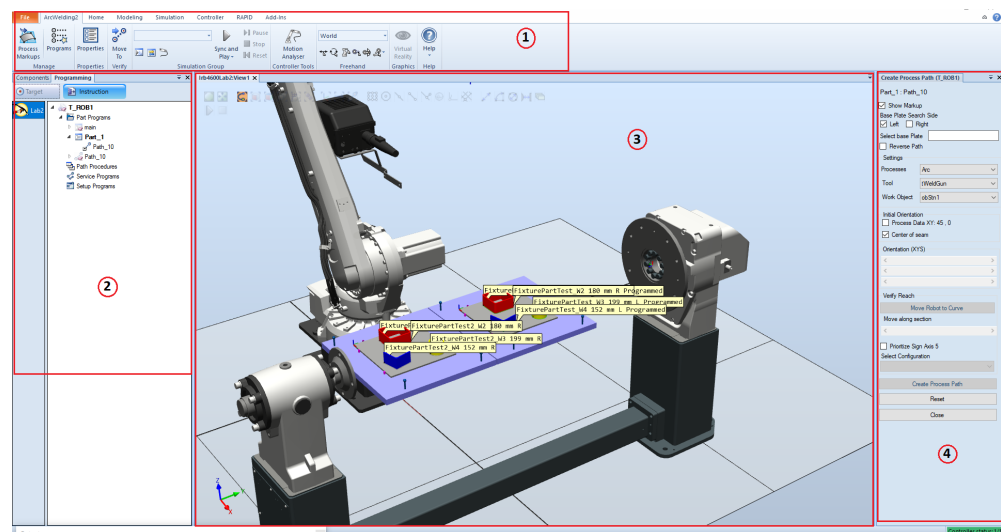 File ArcWelding2 Home Modeling Simulation Controller RAPID Add-Ins
Process Markups
Programs
Properties
Move To
Sync and Play
Pause
Stop
Reset
Motion Analyser
World
Virtual Reality
Help
Manage Properties Verify Simulation Group Controller Tools Freehand Graphics Help
1
Components Programming
Target Instruction
Lab2
T_ROB1
Part Programs
main
Part_1
Path_10
Path_10
Path Procedures
Service Programs
Setup Programs
2
Irb4600Lab2:View1
3
Fixture
FixturePartTest_W2 180 mm R Programmed
FixturePartTest_W3 199 mm L Programmed
FixturePartTest_W4 152 mm L Programmed
FixtureP
FixturePartTest2_W2 180 mm R
FixturePartTest2_W3 199 mm R
FixturePartTest2_W4 152 mm R
Z
X
Create Process Path (T_ROB1)
Part_1 : Path_10
Show Markup
Base Plate Search Side
Left Right
Select base Plate
Reverse Path
Settings
Processes Arc
Tool tWeldGun
Work Object obStn1
Initial Orientation
Process Data XY: 45 , 0
Center of seam
Orientation (XYS)
Verify Reach
Move Robot to Curve
Move along section
Prioritize Sign Axis 5
Select Configuration
Create Process Path
Reset
Close
4
Controller status: